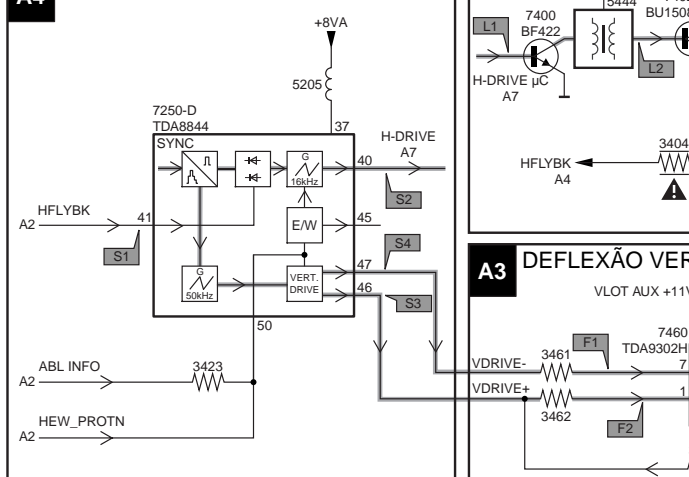 A4
+8VA
5205
7250-D
TDA8844
SYNC
37
H-DRIVE
A7
40
G
16kHz
S2
HFLYBK
A2
41
S1
E/W
45
S4
47
G
50kHz
VERT.
DRIVE
46
S3
50
ABL INFO
A2
3423
HEW_PROTN
A2
5444
7400
BF422
BU1508
L1
L2
H-DRIVE µC
A7
3404
HFLYBK
A4
A3
DEFLEXÃO VER
VLOT AUX +11V
7460
TDA9302H
F1
VDRIVE-
3461
7
VDRIVE+
3462
1
F2